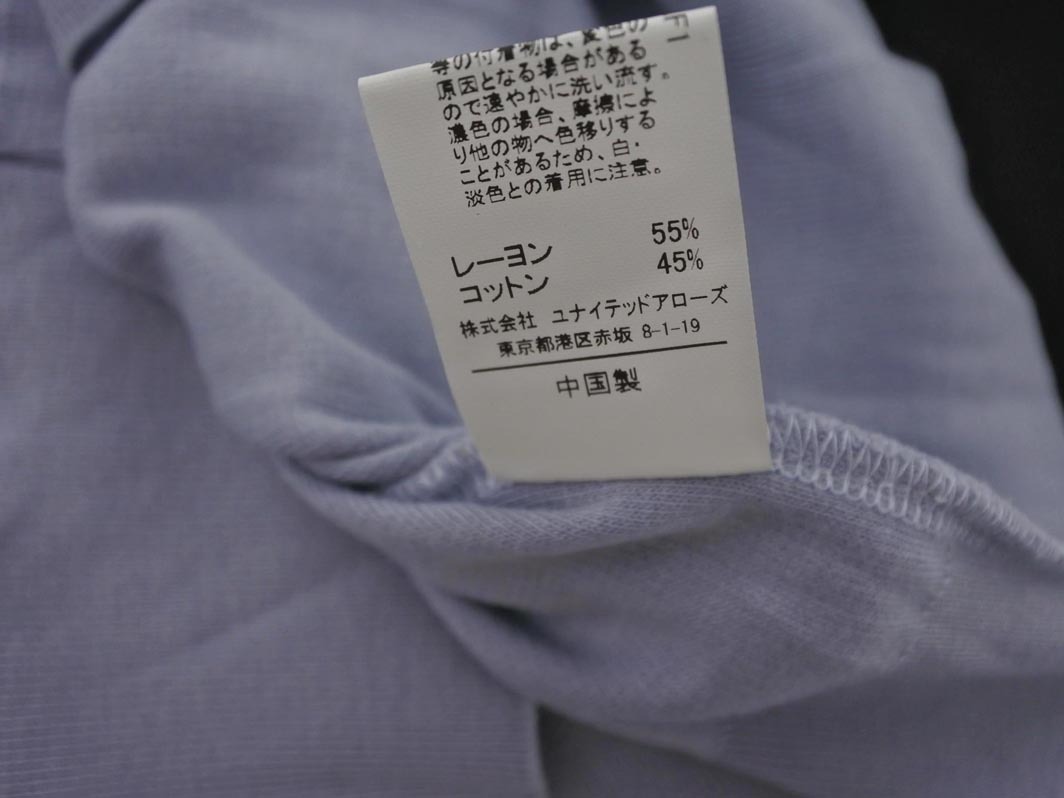 等の付着物は、変色の
原因となる場合がある
ので速やかに洗い流す。
濃色の場合、摩擦によ
り他の物へ色移りする
ことがあるため、白・
淡色との着用に注意。
レーヨン 55%
コットン 45%
株式会社 ユナイテッドアローズ
東京都港区赤坂 8-1-19
中国製